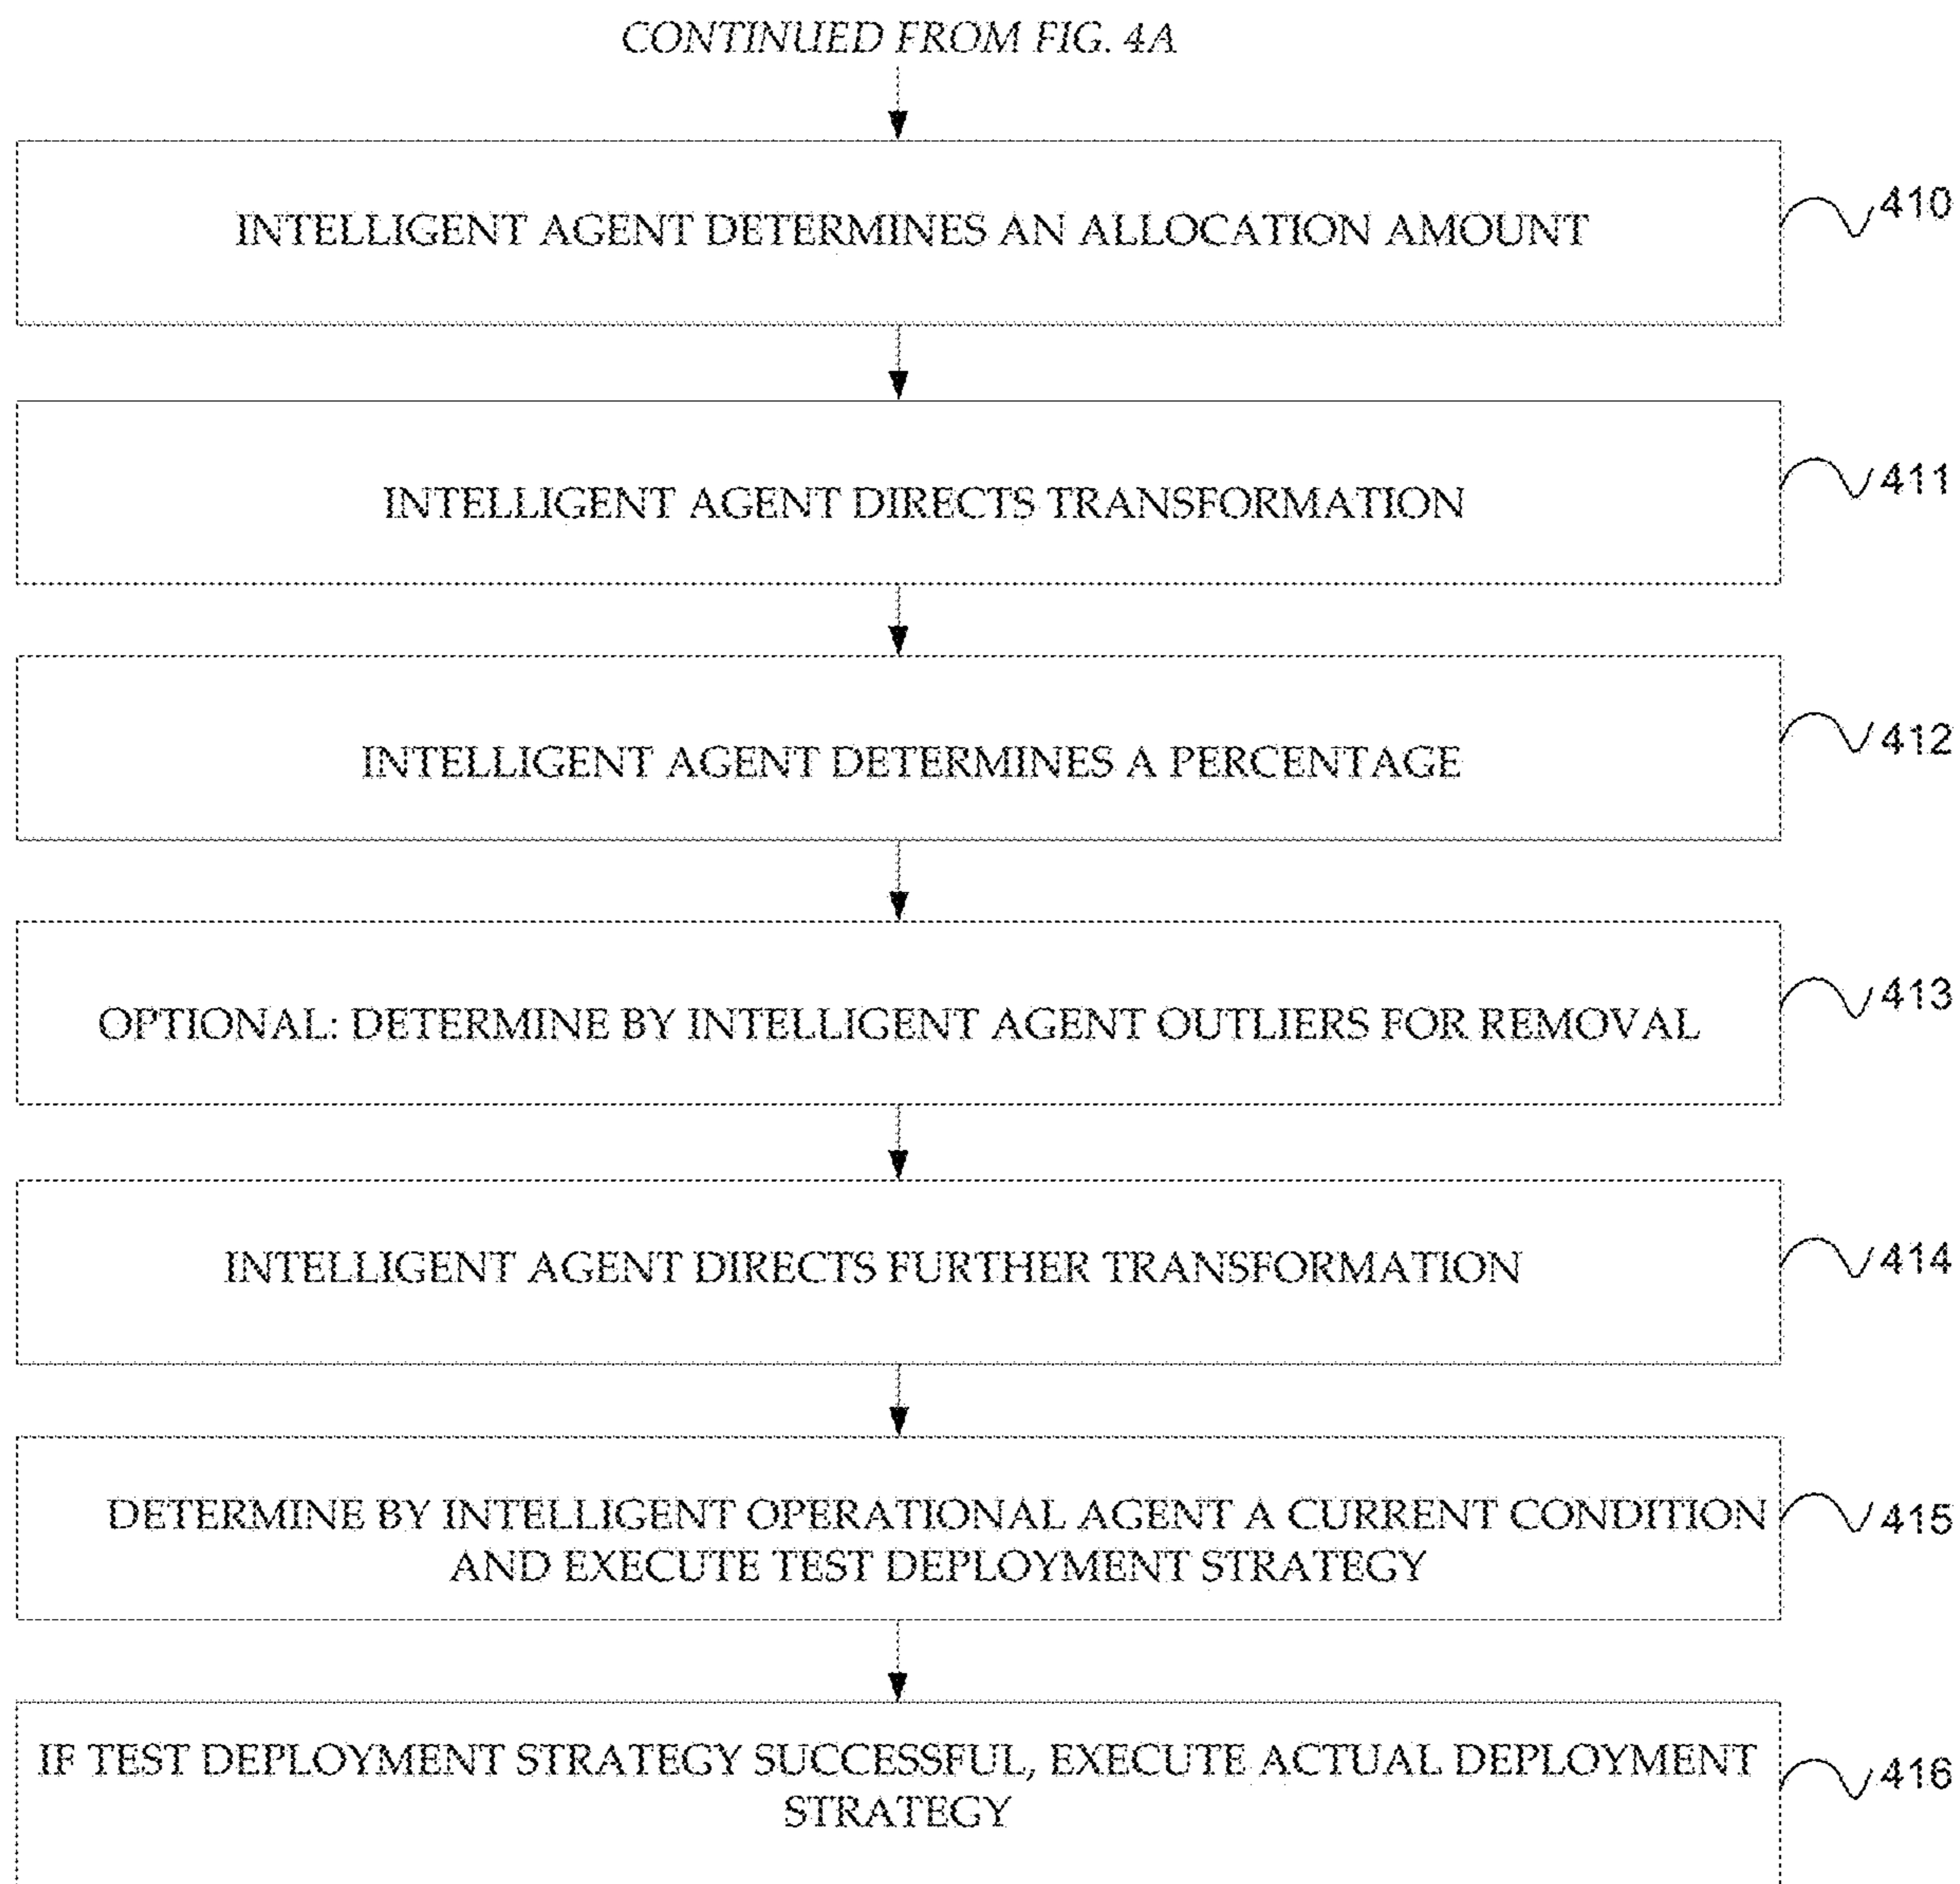 CONTINUED FROM FIG. 4A
INTELLIGENT AGENT DETERMINES AN ALLOCATION AMOUNT
410
INTELLIGENT AGENT DIRECTS TRANSFORMATION
411
INTELLIGENT AGENT DETERMINES A PERCENTAGE
412
OPTIONAL: DETERMINE BY INTELLIGENT AGENT OUTLIERS FOR REMOVAL
413
INTELLIGENT AGENT DIRECTS FURTHER TRANSFORMATION
414
DETERMINE BY INTELLIGENT OPERATIONAL AGENT A CURRENT CONDITION
AND EXECUTE TEST DEPLOYMENT STRATEGY
415
IF TEST DEPLOYMENT STRATEGY SUCCESSFUL, EXECUTE ACTUAL DEPLOYMENT
STRATEGY
416